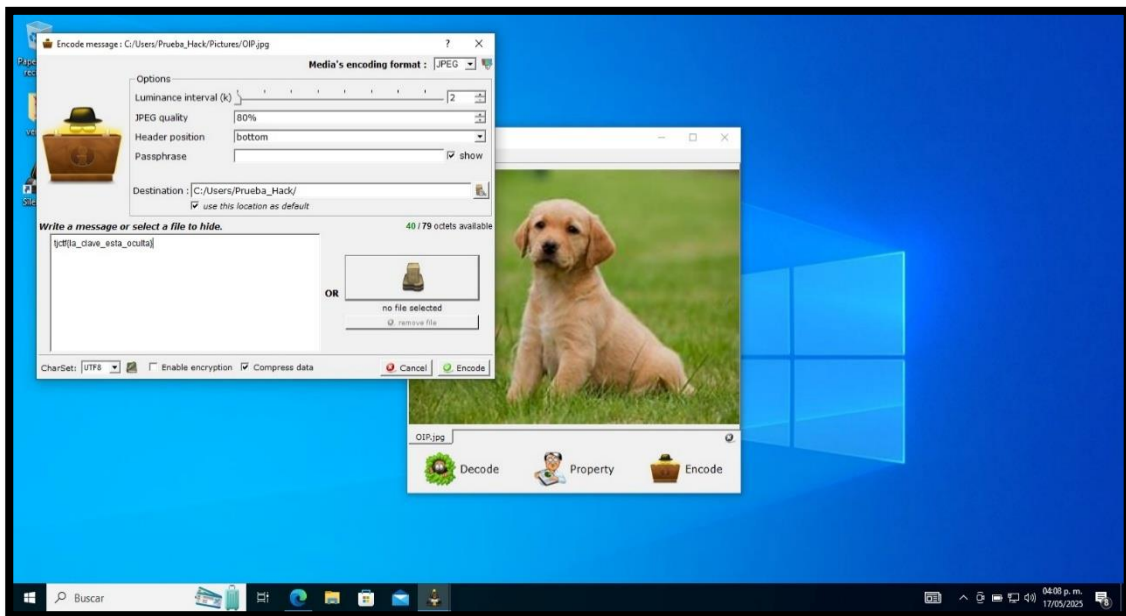 Encode message : C:/Users/Prueba_Hack/Pictures/OIP.jpg
? X
Media's encoding format : JPEG
Options
Luminance interval (k) 2
JPEG quality 80%
Header position bottom
Passphrase show
Destination : C:/Users/Prueba_Hack/
use this location as default
Write a message or select a file to hide.
40 / 79 octets available
tjctf{la_clave_esta_oculta}
OR
no file selected
remove file
CharSet: UTF8 Enable encryption Compress data Cancel Encode
OIP.jpg
Decode Property Encode
Buscar
04:08 p. m.
17/05/2025